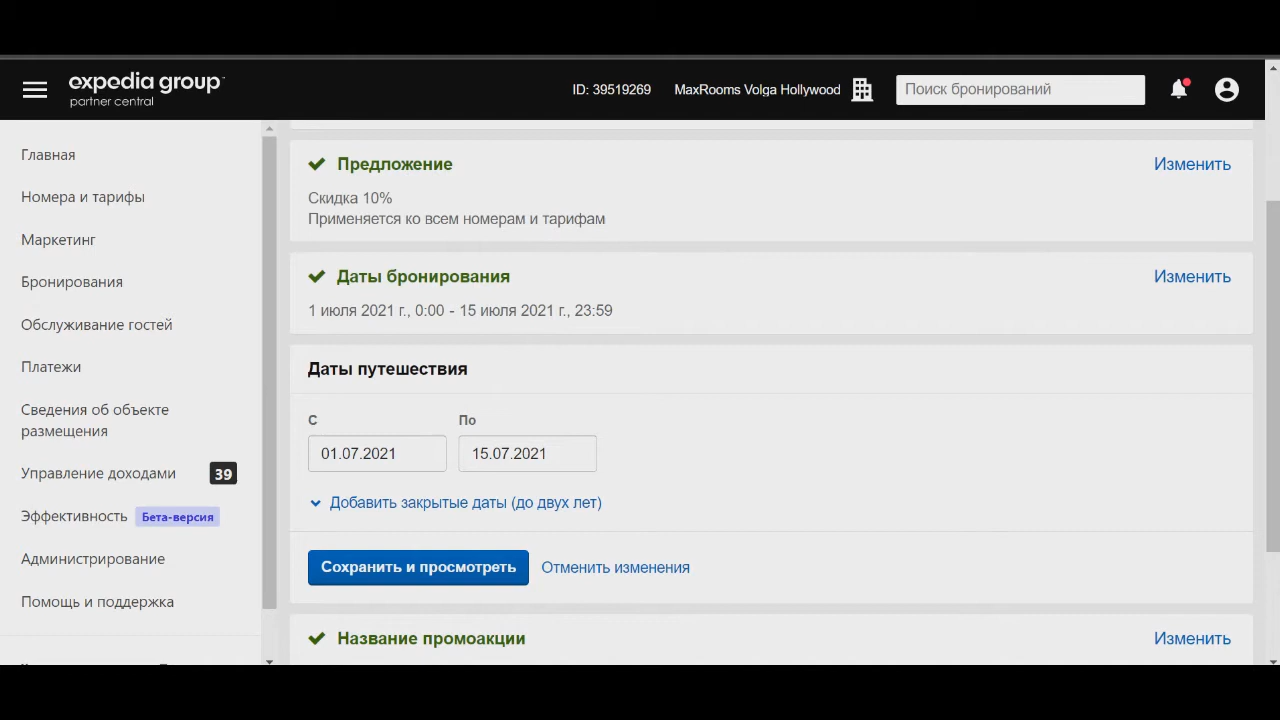 expedia group™
partner central
ID: 39519269
MaxRooms Volga Hollywood
Поиск бронирований
Главная
Номера и тарифы
Маркетинг
Бронирования
Обслуживание гостей
Платежи
Сведения об объекте
размещения
Управление доходами 39
Эффективность Бета-версия
Администрирование
Помощь и поддержка
Предложение
Изменить
Скидка 10%
Применяется ко всем номерам и тарифам
Даты бронирования
Изменить
1 июля 2021 г., 0:00 - 15 июля 2021 г., 23:59
Даты путешествия
С По
01.07.2021 15.07.2021
Добавить закрытые даты (до двух лет)
Сохранить и просмотреть Отменить изменения
Название промоакции
Изменить